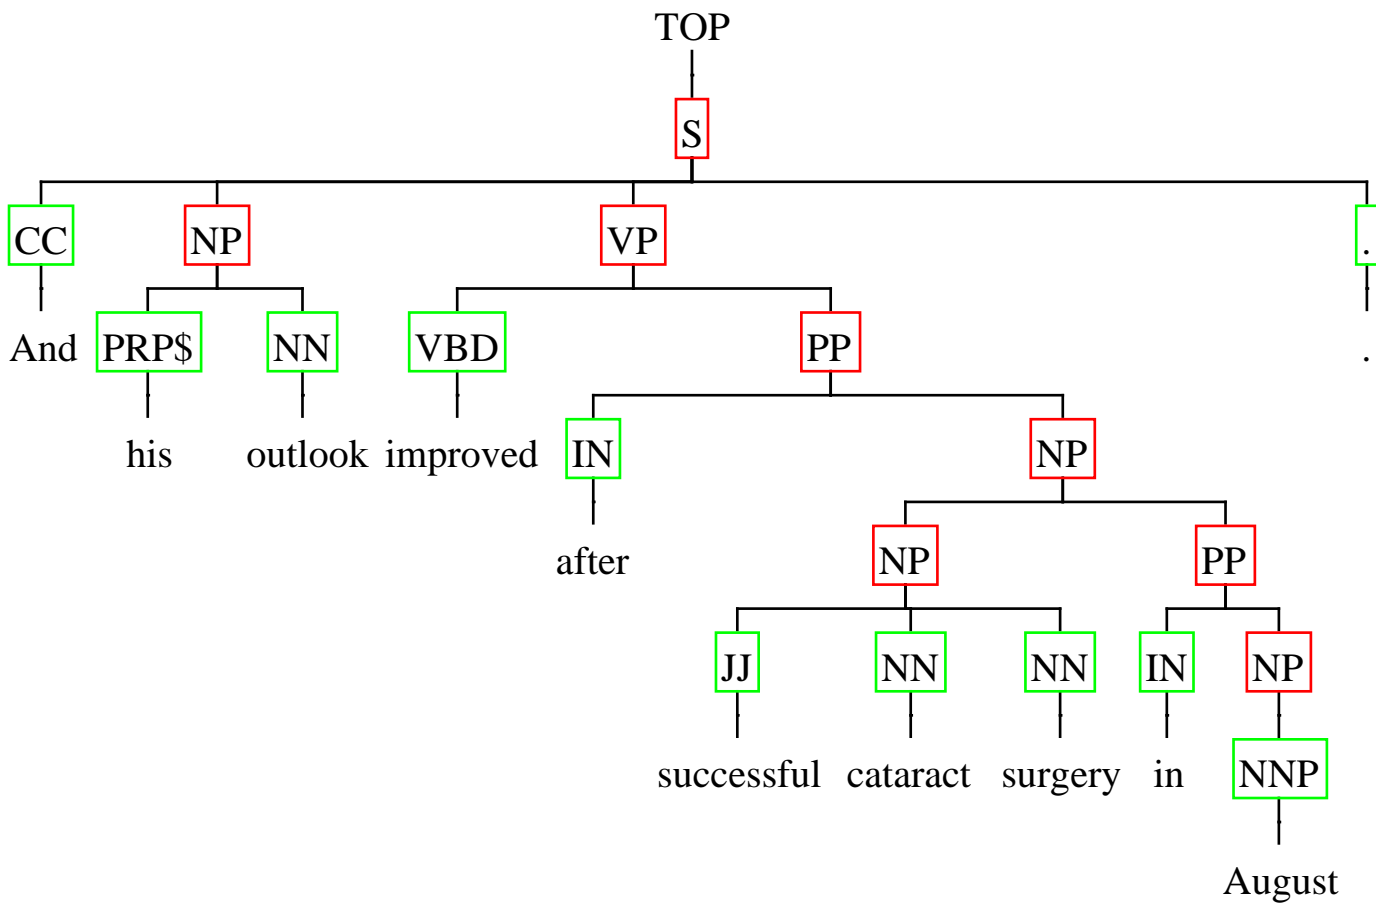 TOP
S
CC NP VP .
And PRP$ NN VBD PP .
his outlook improved IN NP
after NP PP
JJ NN NN IN NP
successful cataract surgery in NNP
August